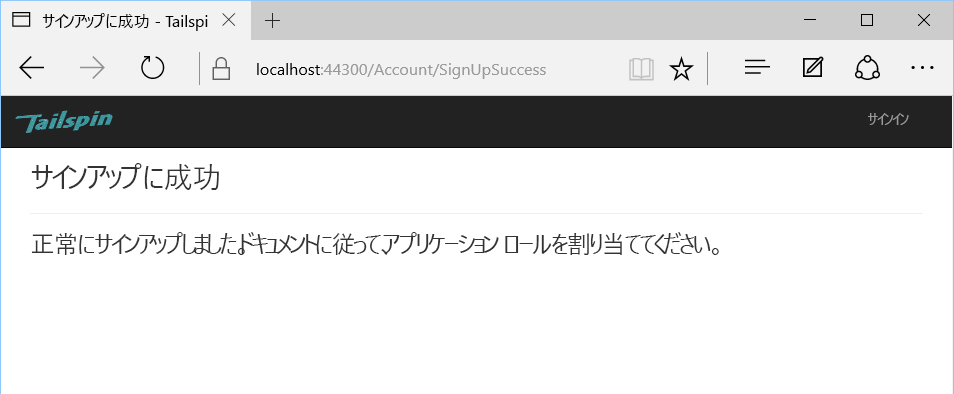 サインアップに成功 - Tailspi
localhost:44300/Account/SignUpSuccess
Tailspin
サインイン
サインアップに成功
正常にサインアップしました。ドキュメントに従って、アプリケーション ロールを割り当ててください。